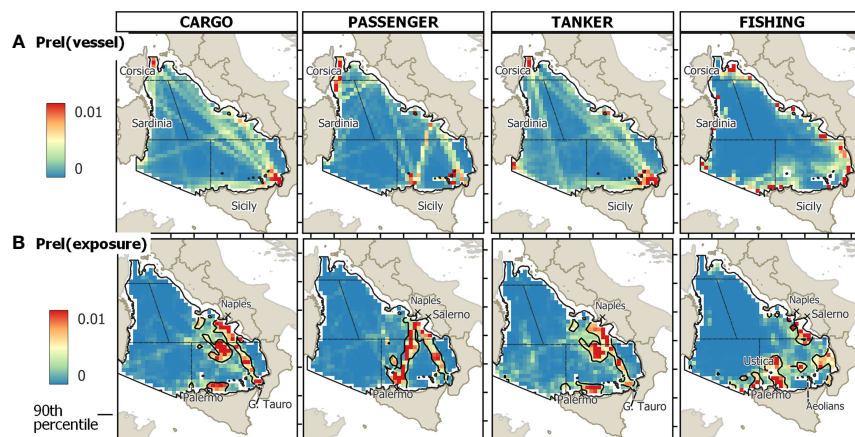 CARGO PASSENGER TANKER FISHING
A Prel(vessel)
Corsica Corsica Corsica Corsica
0.01
Sardinia Sardinia Sardinia Sardinia
0
Sicily Sicily Sicily Sicily
B Prel(exposure)
Naples Naples Naples Naples
Salerno Salerno
0.01
Ustica
0
Palermo Palermo Palermo Palermo
90th
percentile
G. Tauro G. Tauro Aeolians